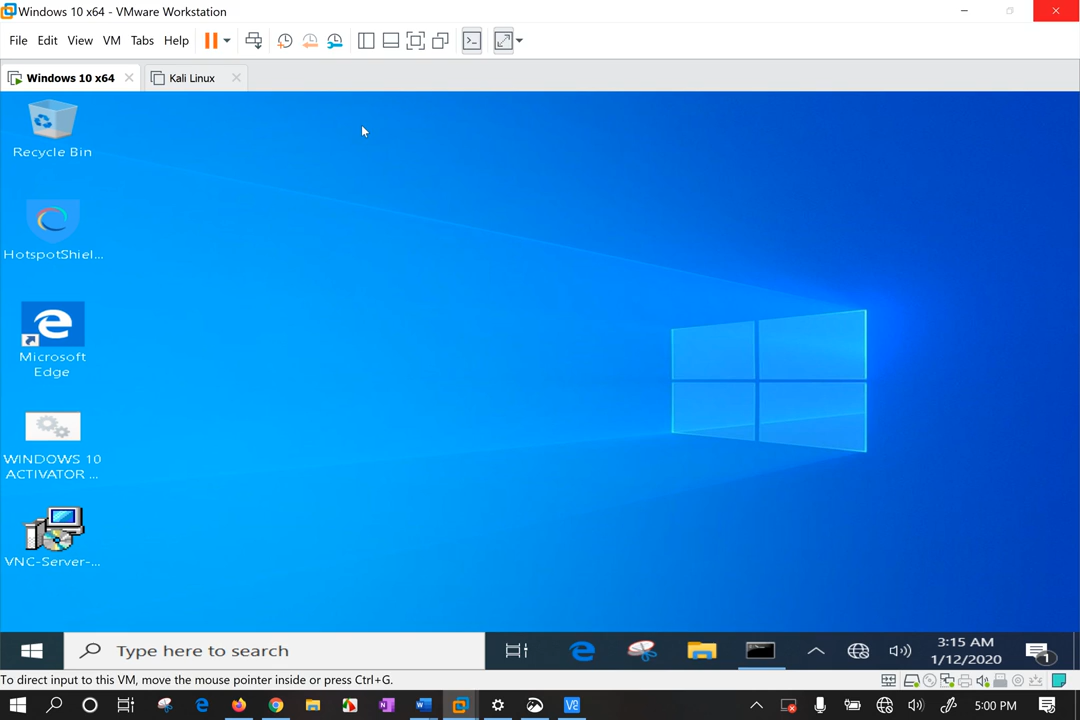 Windows 10 x64 - VMware Workstation
File Edit View VM Tabs Help
Windows 10 x64
Kali Linux
Recycle Bin
HotspotShiel...
Microsoft
Edge
WINDOWS 10
ACTIVATOR ...
VNC-Server-...
Type here to search
3:15 AM
1/12/2020
1
To direct input to this VM, move the mouse pointer inside or press Ctrl+G.
5:00 PM